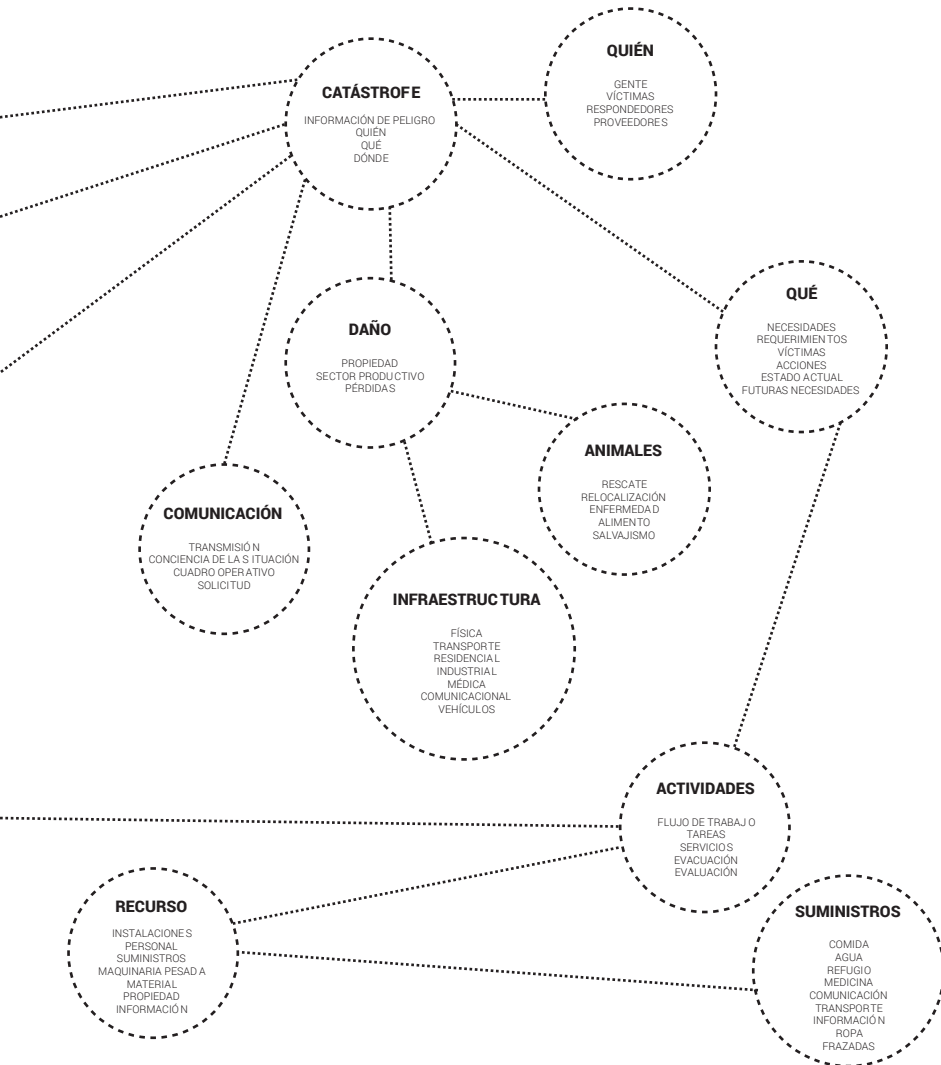 QUIÉN
GENTE
VÍCTIMAS
RESPONDEDORES
PROVEEDORES
CATÁSTROFE
INFORMACIÓN DE PELIGRO
QUIÉN
QUÉ
DÓNDE
QUÉ
NECESIDADES
REQUERIMIENTOS
VÍCTIMAS
ACCIONES
ESTADO ACTUAL
FUTURAS NECESIDADES
DAÑO
PROPIEDAD
SECTOR PRODUCTIVO
PÉRDIDAS
ANIMALES
RESCATE
RELOCALIZACIÓN
ENFERMEDAD
ALIMENTO
SALVAJISMO
COMUNICACIÓN
TRANSMISIÓN
CONCIENCIA DE LA SITUACIÓN
CUADRO OPERATIVO
SOLICITUD
INFRAESTRUCTURA
FÍSICA
TRANSPORTE
RESIDENCIAL
INDUSTRIAL
MÉDICA
COMUNICACIONAL
VEHÍCULOS
ACTIVIDADES
FLUJO DE TRABAJO
TAREAS
SERVICIOS
EVACUACIÓN
EVALUACIÓN
RECURSO
INSTALACIONES
PERSONAL
SUMINISTROS
MAQUINARIA PESADA
MATERIAL
PROPIEDAD
INFORMACIÓN
SUMINISTROS
COMIDA
AGUA
REFUGIO
MEDICINA
COMUNICACIÓN
TRANSPORTE
INFORMACIÓN
ROPA
FRAZADAS